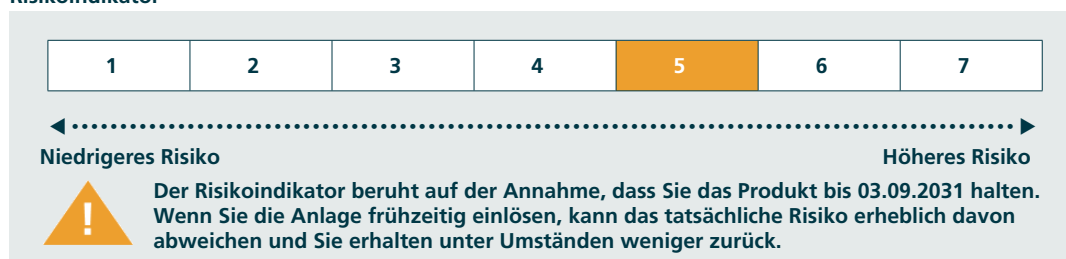 Risikoindikator
1 2 3 4 5 6 7
Niedrigeres Risiko Höheres Risiko
! Der Risikoindikator beruht auf der Annahme, dass Sie das Produkt bis 03.09.2031 halten.
Wenn Sie die Anlage frühzeitig einlösen, kann das tatsächliche Risiko erheblich davon
abweichen und Sie erhalten unter Umständen weniger zurück.